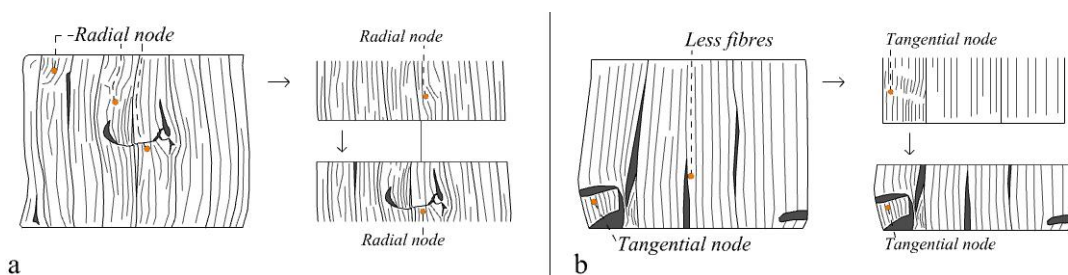 -Radial node
Radial node
Radial node
a
Less fibres
Tangential node
Tangential node
Tangential node
b